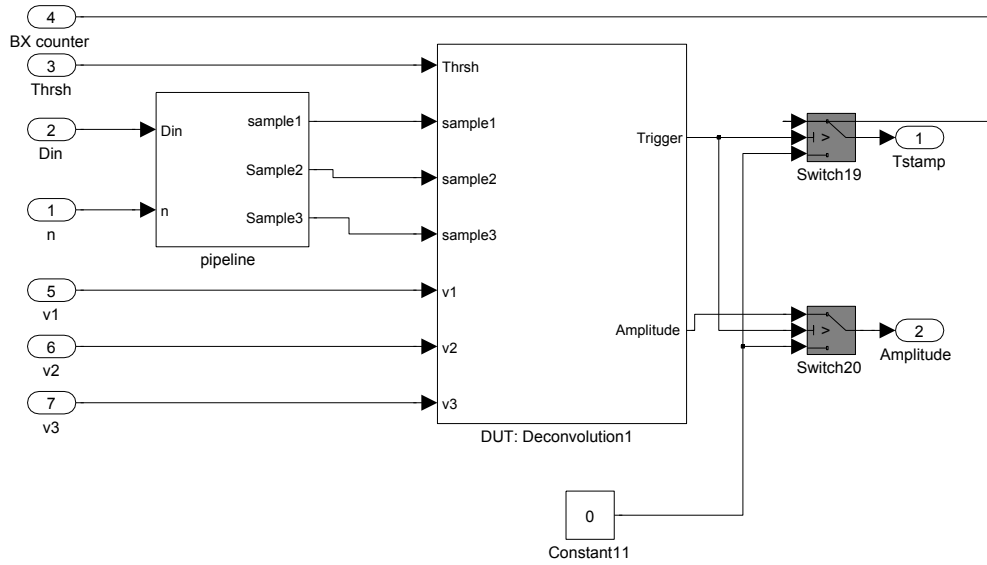 4
BX counter
3
Thrsh
2
Din
1
n
5
v1
6
v2
7
v3
Din
n
sample1
Sample2
Sample3
pipeline
Thrsh
sample1
sample2
sample3
v1
v2
v3
Trigger
Amplitude
DUT: Deconvolution1
>
Switch19
1
Tstamp
>
Switch20
2
Amplitude
0
Constant11